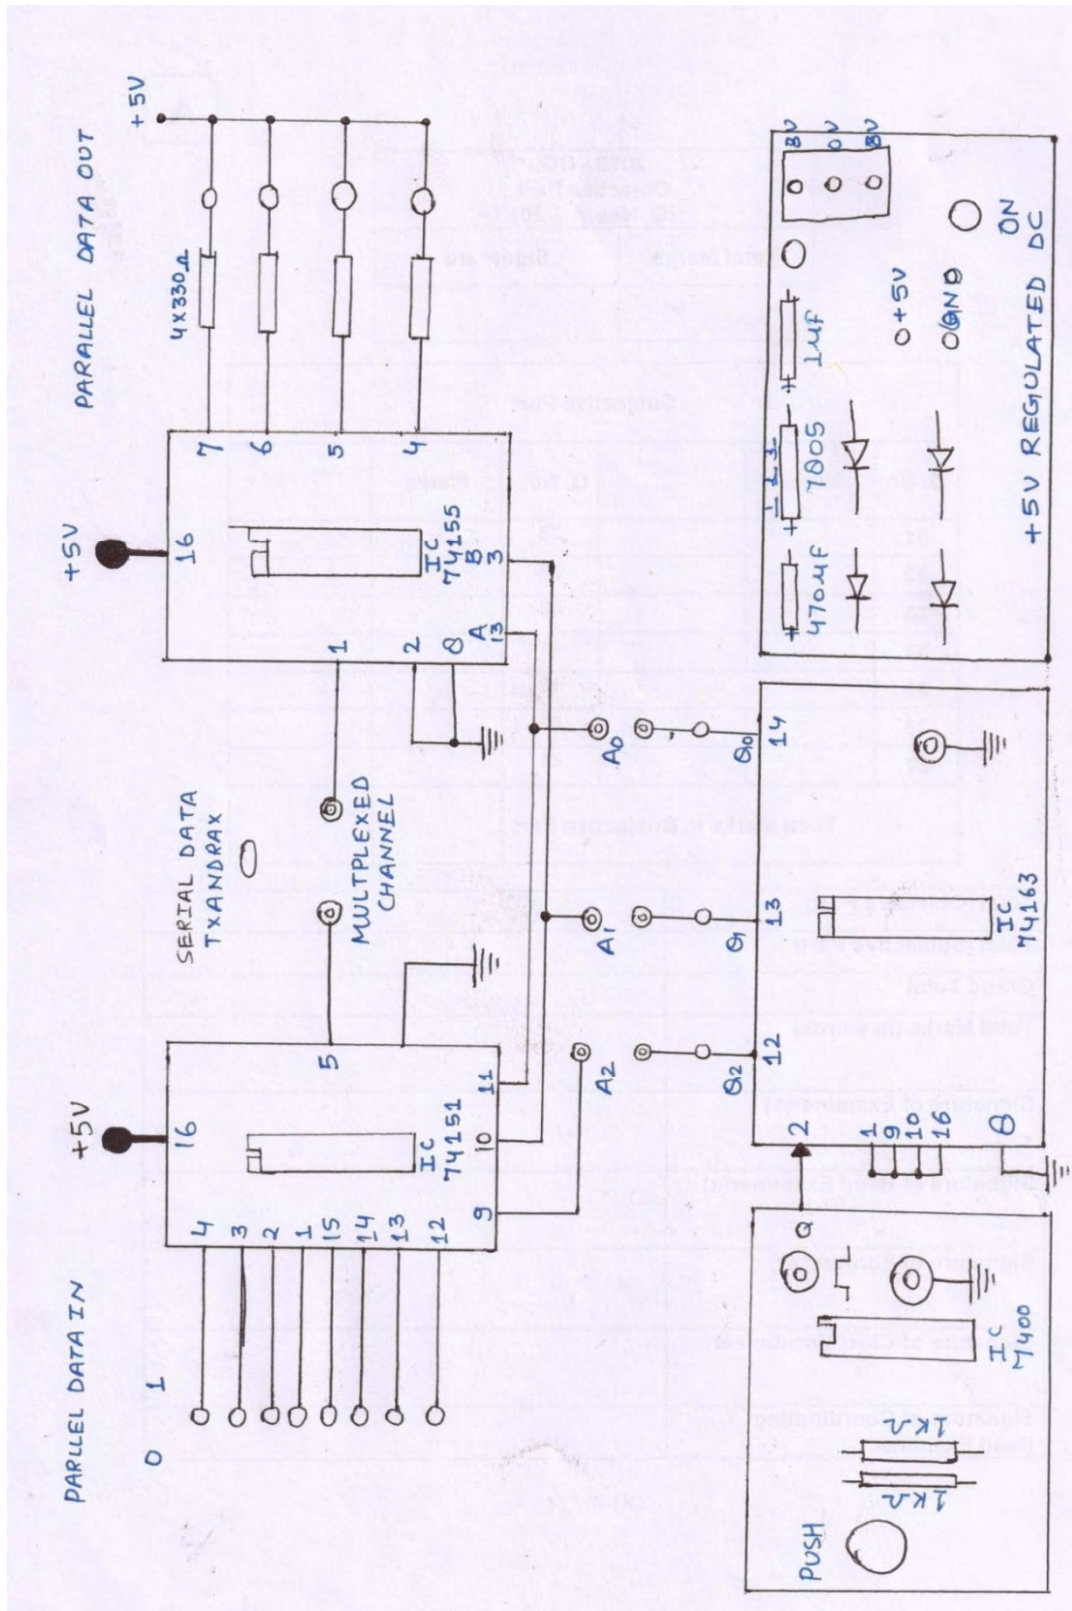 PARLLEL DATA IN
0 1
+5V
SERIAL DATA
TXANDRAX
+5V
PARALLEL DATA OUT
+5V
4
3
2
1
15
14
13
12
16
IC
74151
9 10 11
5
MULTPLEXED
CHANNEL
1
2
8
16
IC
74155
A B
13 3
7
6
5
4
4X330Ω
A2 A1 A0
Q2 Q1 Q0
12 13 14
PUSH
1KΩ
1KΩ
IC
7400
Q
2
1
9
10
16
8
IC
74163
470µF
1 2 3
7805
1µF
8V
0V
8V
+5V
GND
ON
+5V REGULATED DC